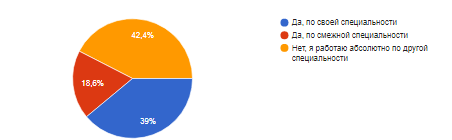 42,4%
18,6%
39%
Да, по своей специальности
Да, по смежной специальности
Нет, я работаю абсолютно по другой
специальности